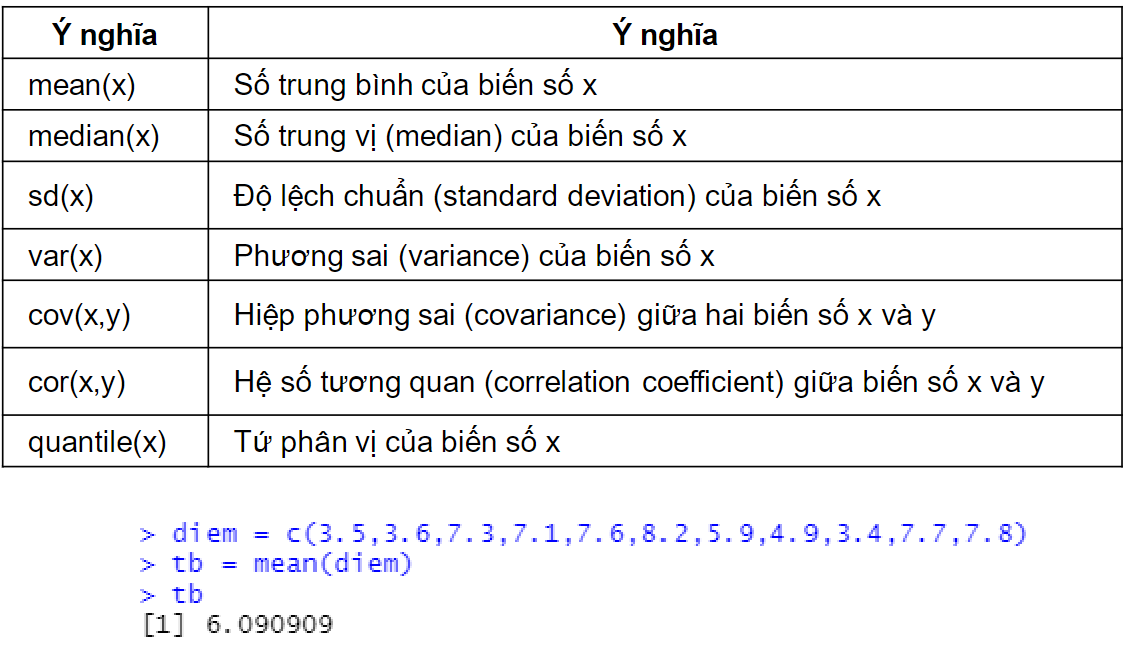 Ý nghĩa Ý nghĩa
mean(x) Số trung bình của biến số x
median(x) Số trung vị (median) của biến số x
sd(x) Độ lệch chuẩn (standard deviation) của biến số x
var(x) Phương sai (variance) của biến số x
cov(x,y) Hiệp phương sai (covariance) giữa hai biến số x và y
cor(x,y) Hệ số tương quan (correlation coefficient) giữa biến số x và y
quantile(x) Tứ phân vị của biến số x
> diem = c(3.5,3.6,7.3,7.1,7.6,8.2,5.9,4.9,3.4,7.7,7.8)
> tb = mean(diem)
> tb
[1] 6.090909